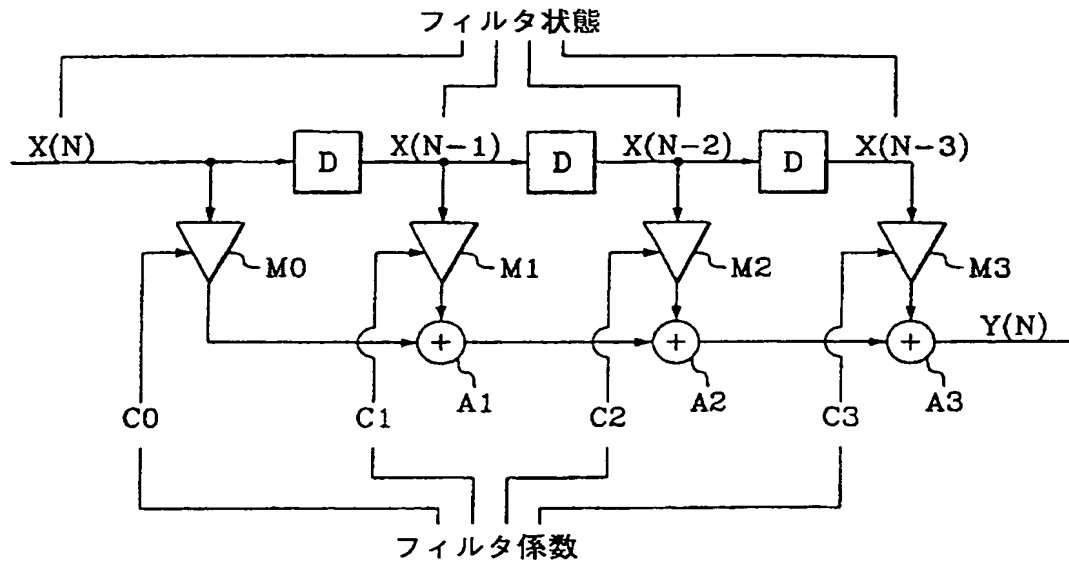 フィルタ状態
X(N) X(N-1) X(N-2) X(N-3)
D D D
M0 M1 M2 M3
+ + + Y(N)
A1 A2 A3
C0 C1 C2 C3
フィルタ係数